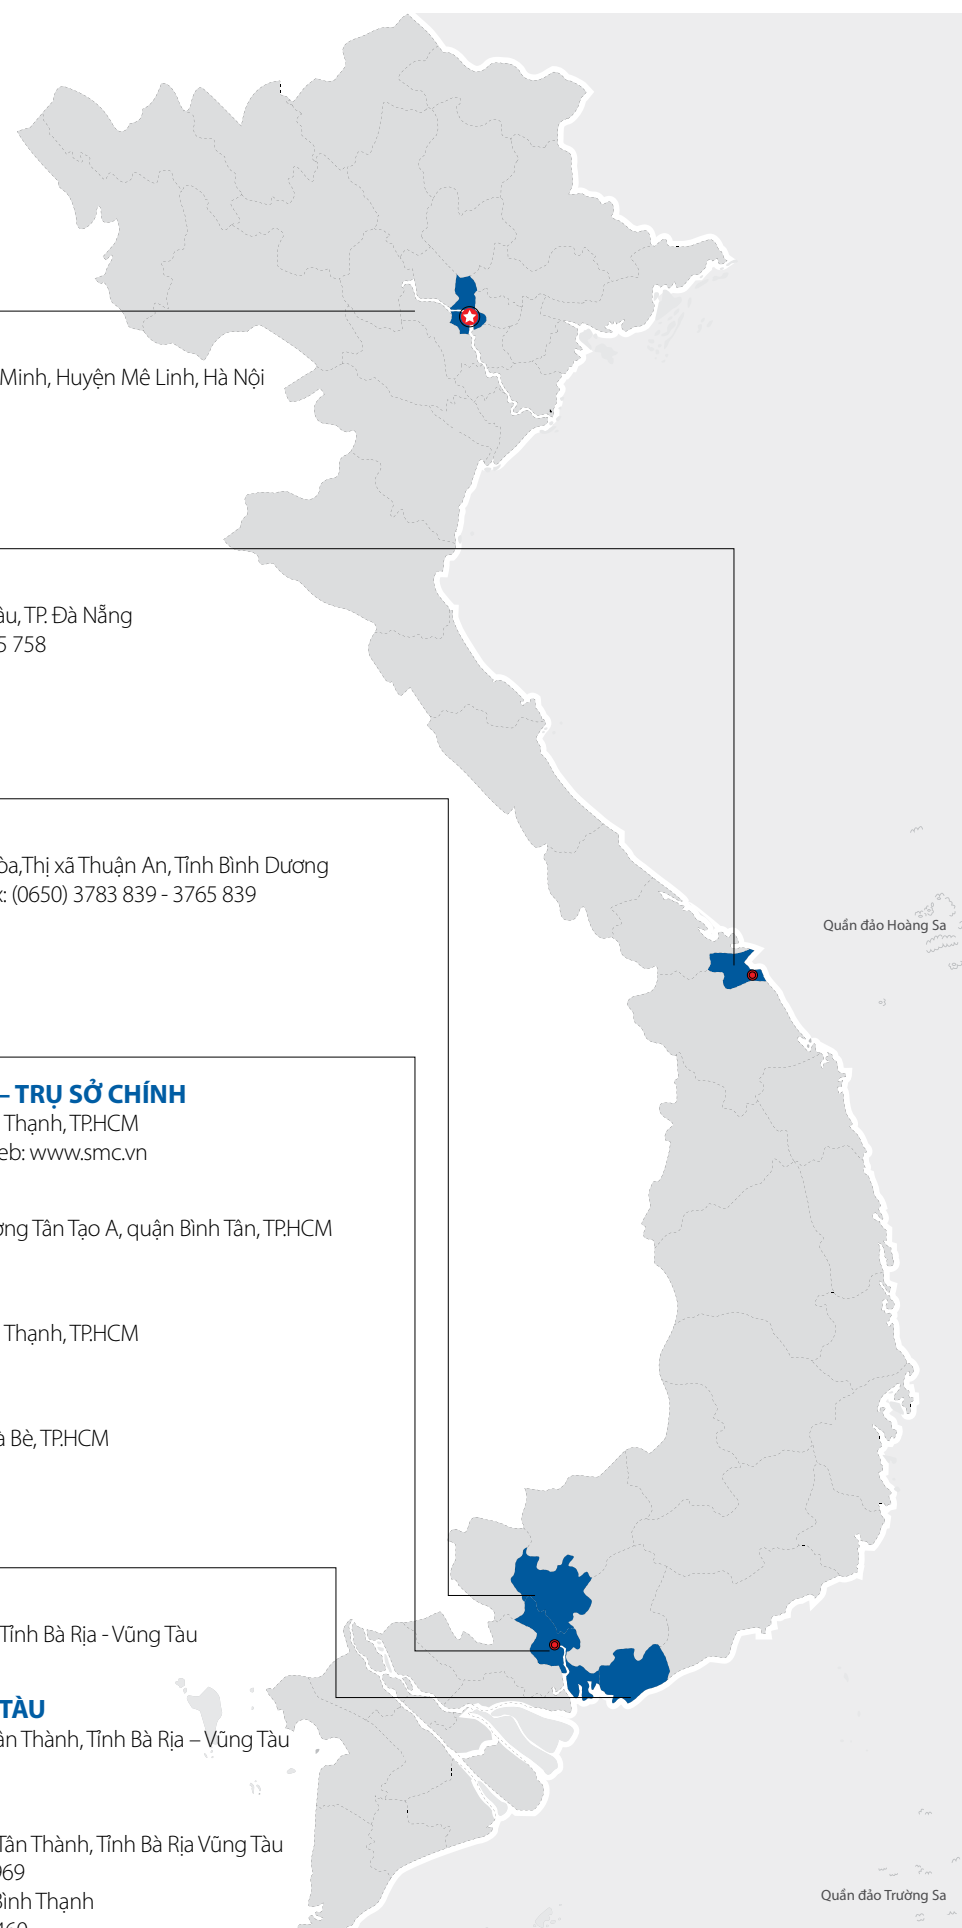 Minh, Huyện Mê Linh, Hà Nội
âu, TP. Đà Nẵng
5 758
òa,Thị xã Thuận An, Tỉnh Bình Dương
x: (0650) 3783 839 - 3765 839
Quần đảo Hoàng Sa
– TRỤ SỞ CHÍNH
Thạnh, TP.HCM
eb: www.smc.vn
ờng Tân Tạo A, quận Bình Tân, TP.HCM
Thạnh, TP.HCM
à Bè, TP.HCM
Tỉnh Bà Rịa - Vũng Tàu
TÀU
ân Thành, Tỉnh Bà Rịa – Vũng Tàu
Tân Thành, Tỉnh Bà Rịa Vũng Tàu
969
Bình Thạnh
Quần đảo Trường Sa
460